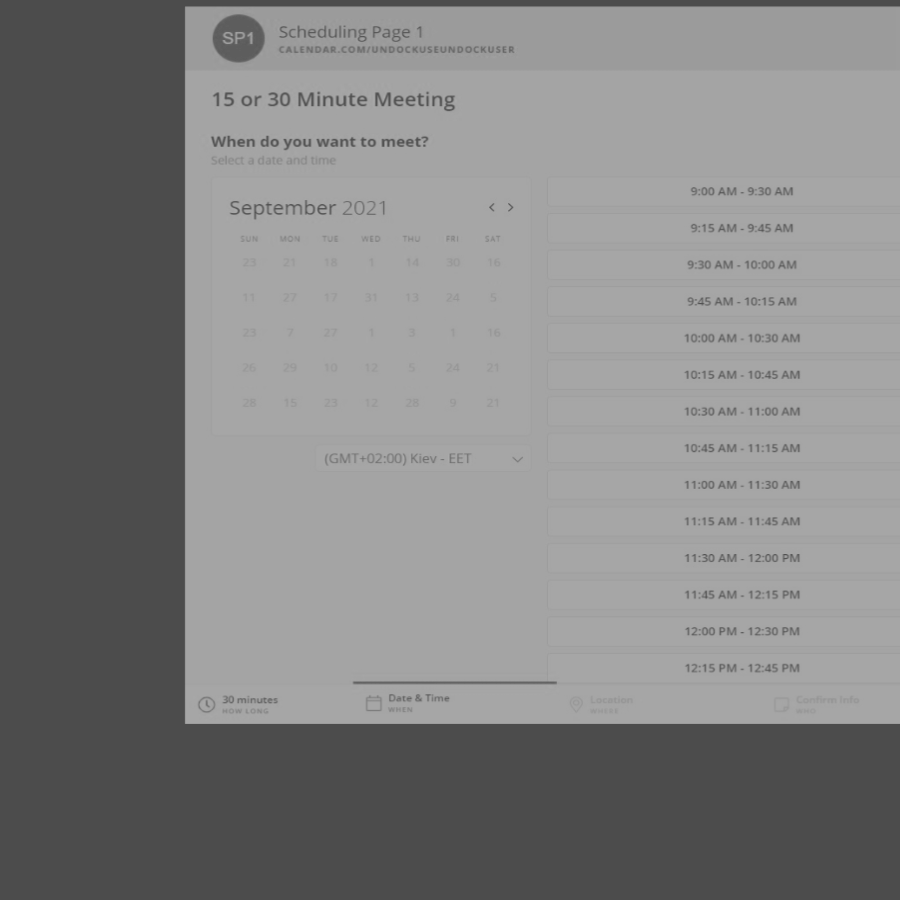 SP1
Scheduling Page 1
CALENDAR.COM/UNDOCKUSEUNDOCKUSER
15 or 30 Minute Meeting
When do you want to meet?
Select a date and time
September 2021
SUN MON TUE WED THU FRI SAT
23 21 18 1 14 30 16
11 27 17 31 13 24 5
23 7 27 1 3 1 16
26 29 10 12 5 24 21
28 15 23 12 28 9 21
(GMT+02:00) Kiev - EET
9:00 AM - 9:30 AM
9:15 AM - 9:45 AM
9:30 AM - 10:00 AM
9:45 AM - 10:15 AM
10:00 AM - 10:30 AM
10:15 AM - 10:45 AM
10:30 AM - 11:00 AM
10:45 AM - 11:15 AM
11:00 AM - 11:30 AM
11:15 AM - 11:45 AM
11:30 AM - 12:00 PM
11:45 AM - 12:15 PM
12:00 PM - 12:30 PM
12:15 PM - 12:45 PM
30 minutes
HOW LONG
Date & Time
WHEN
Location
WHERE
Confirm info
WHO